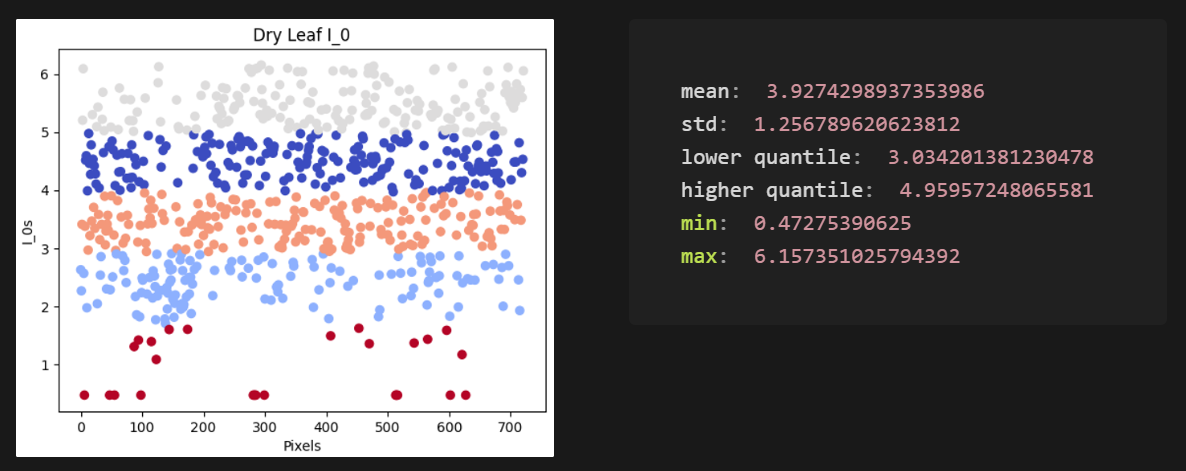 Dry Leaf I_0
6
5
4
3
2
1
I_0s
0 100 200 300 400 500 600 700
Pixels
mean: 3.9274298937353986
std: 1.256789620623812
lower quantile: 3.034201381230478
higher quantile: 4.95957248065581
min: 0.47275390625
max: 6.157351025794392